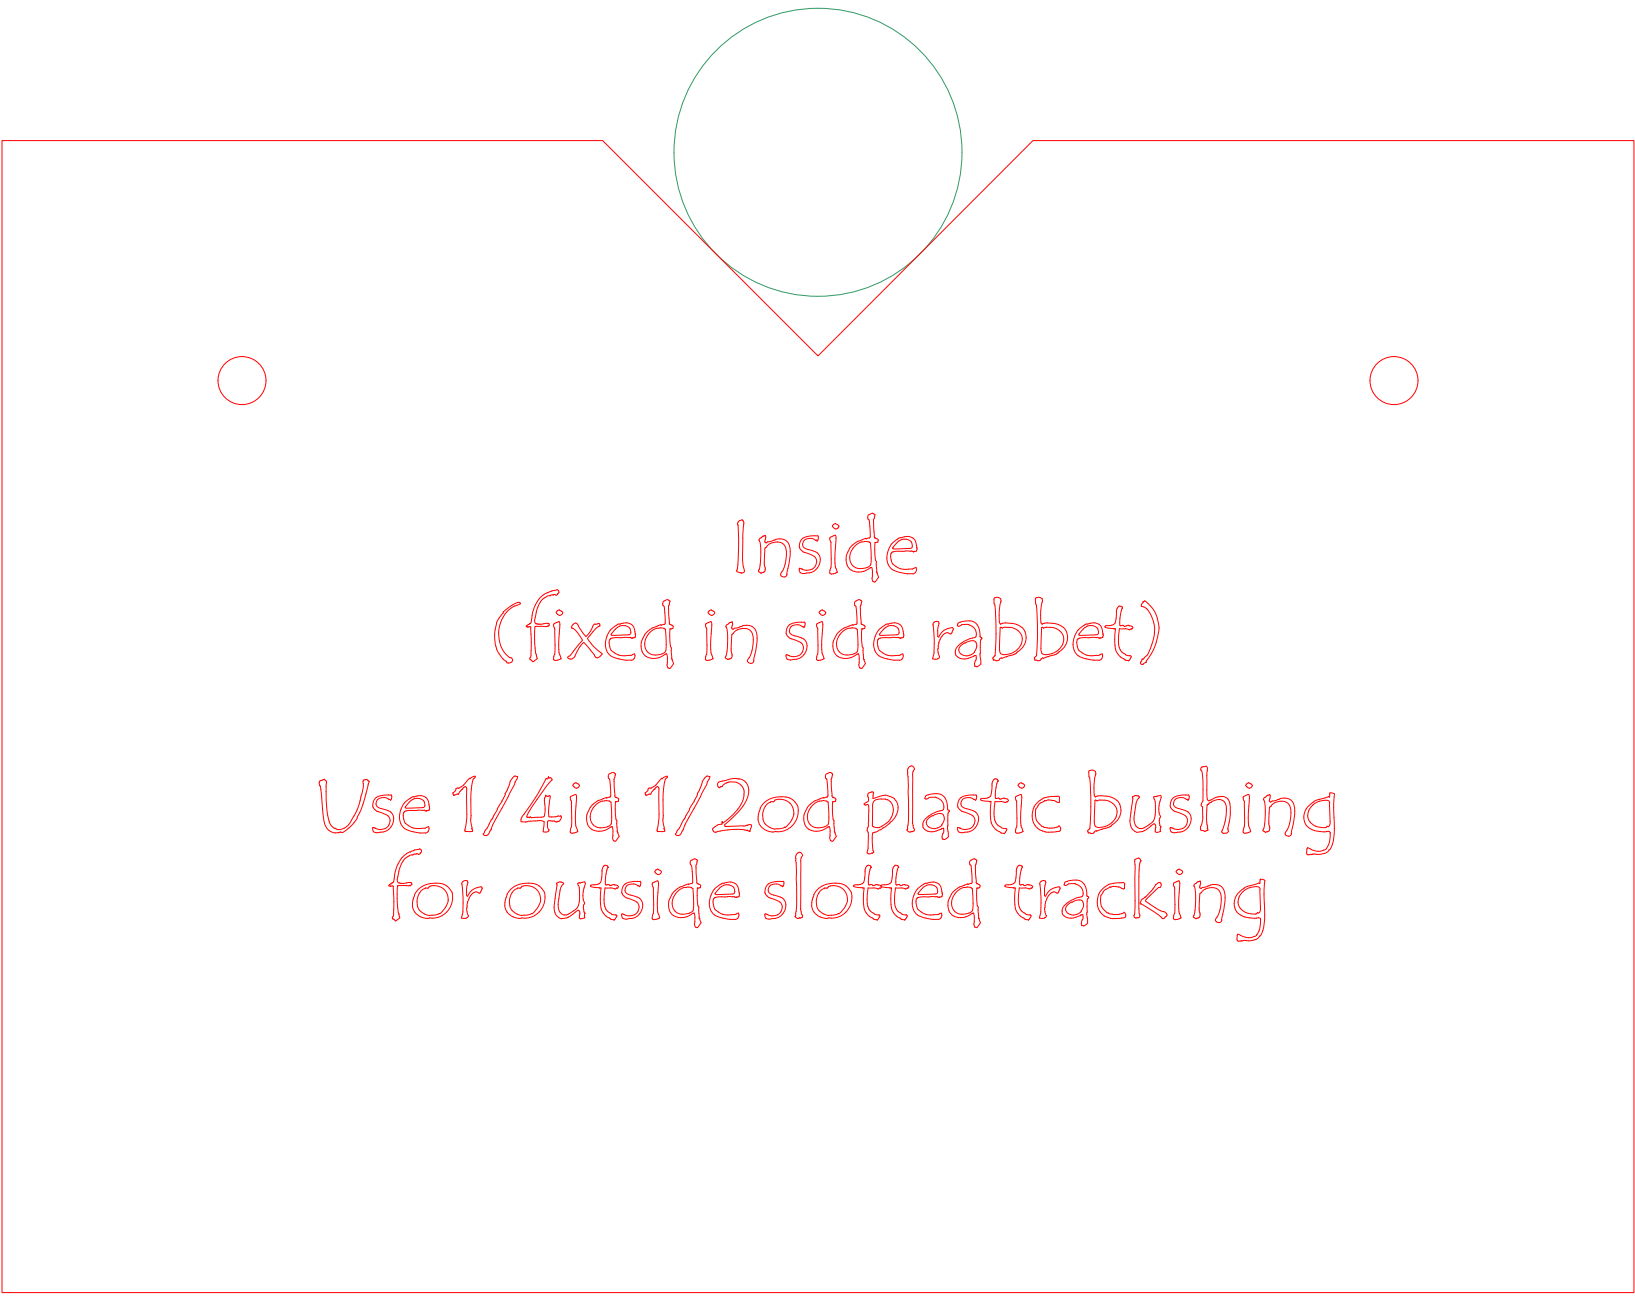 Inside
(fixed in side rabbet)
Use 1/4id 1/2od plastic bushing
for outside slotted tracking